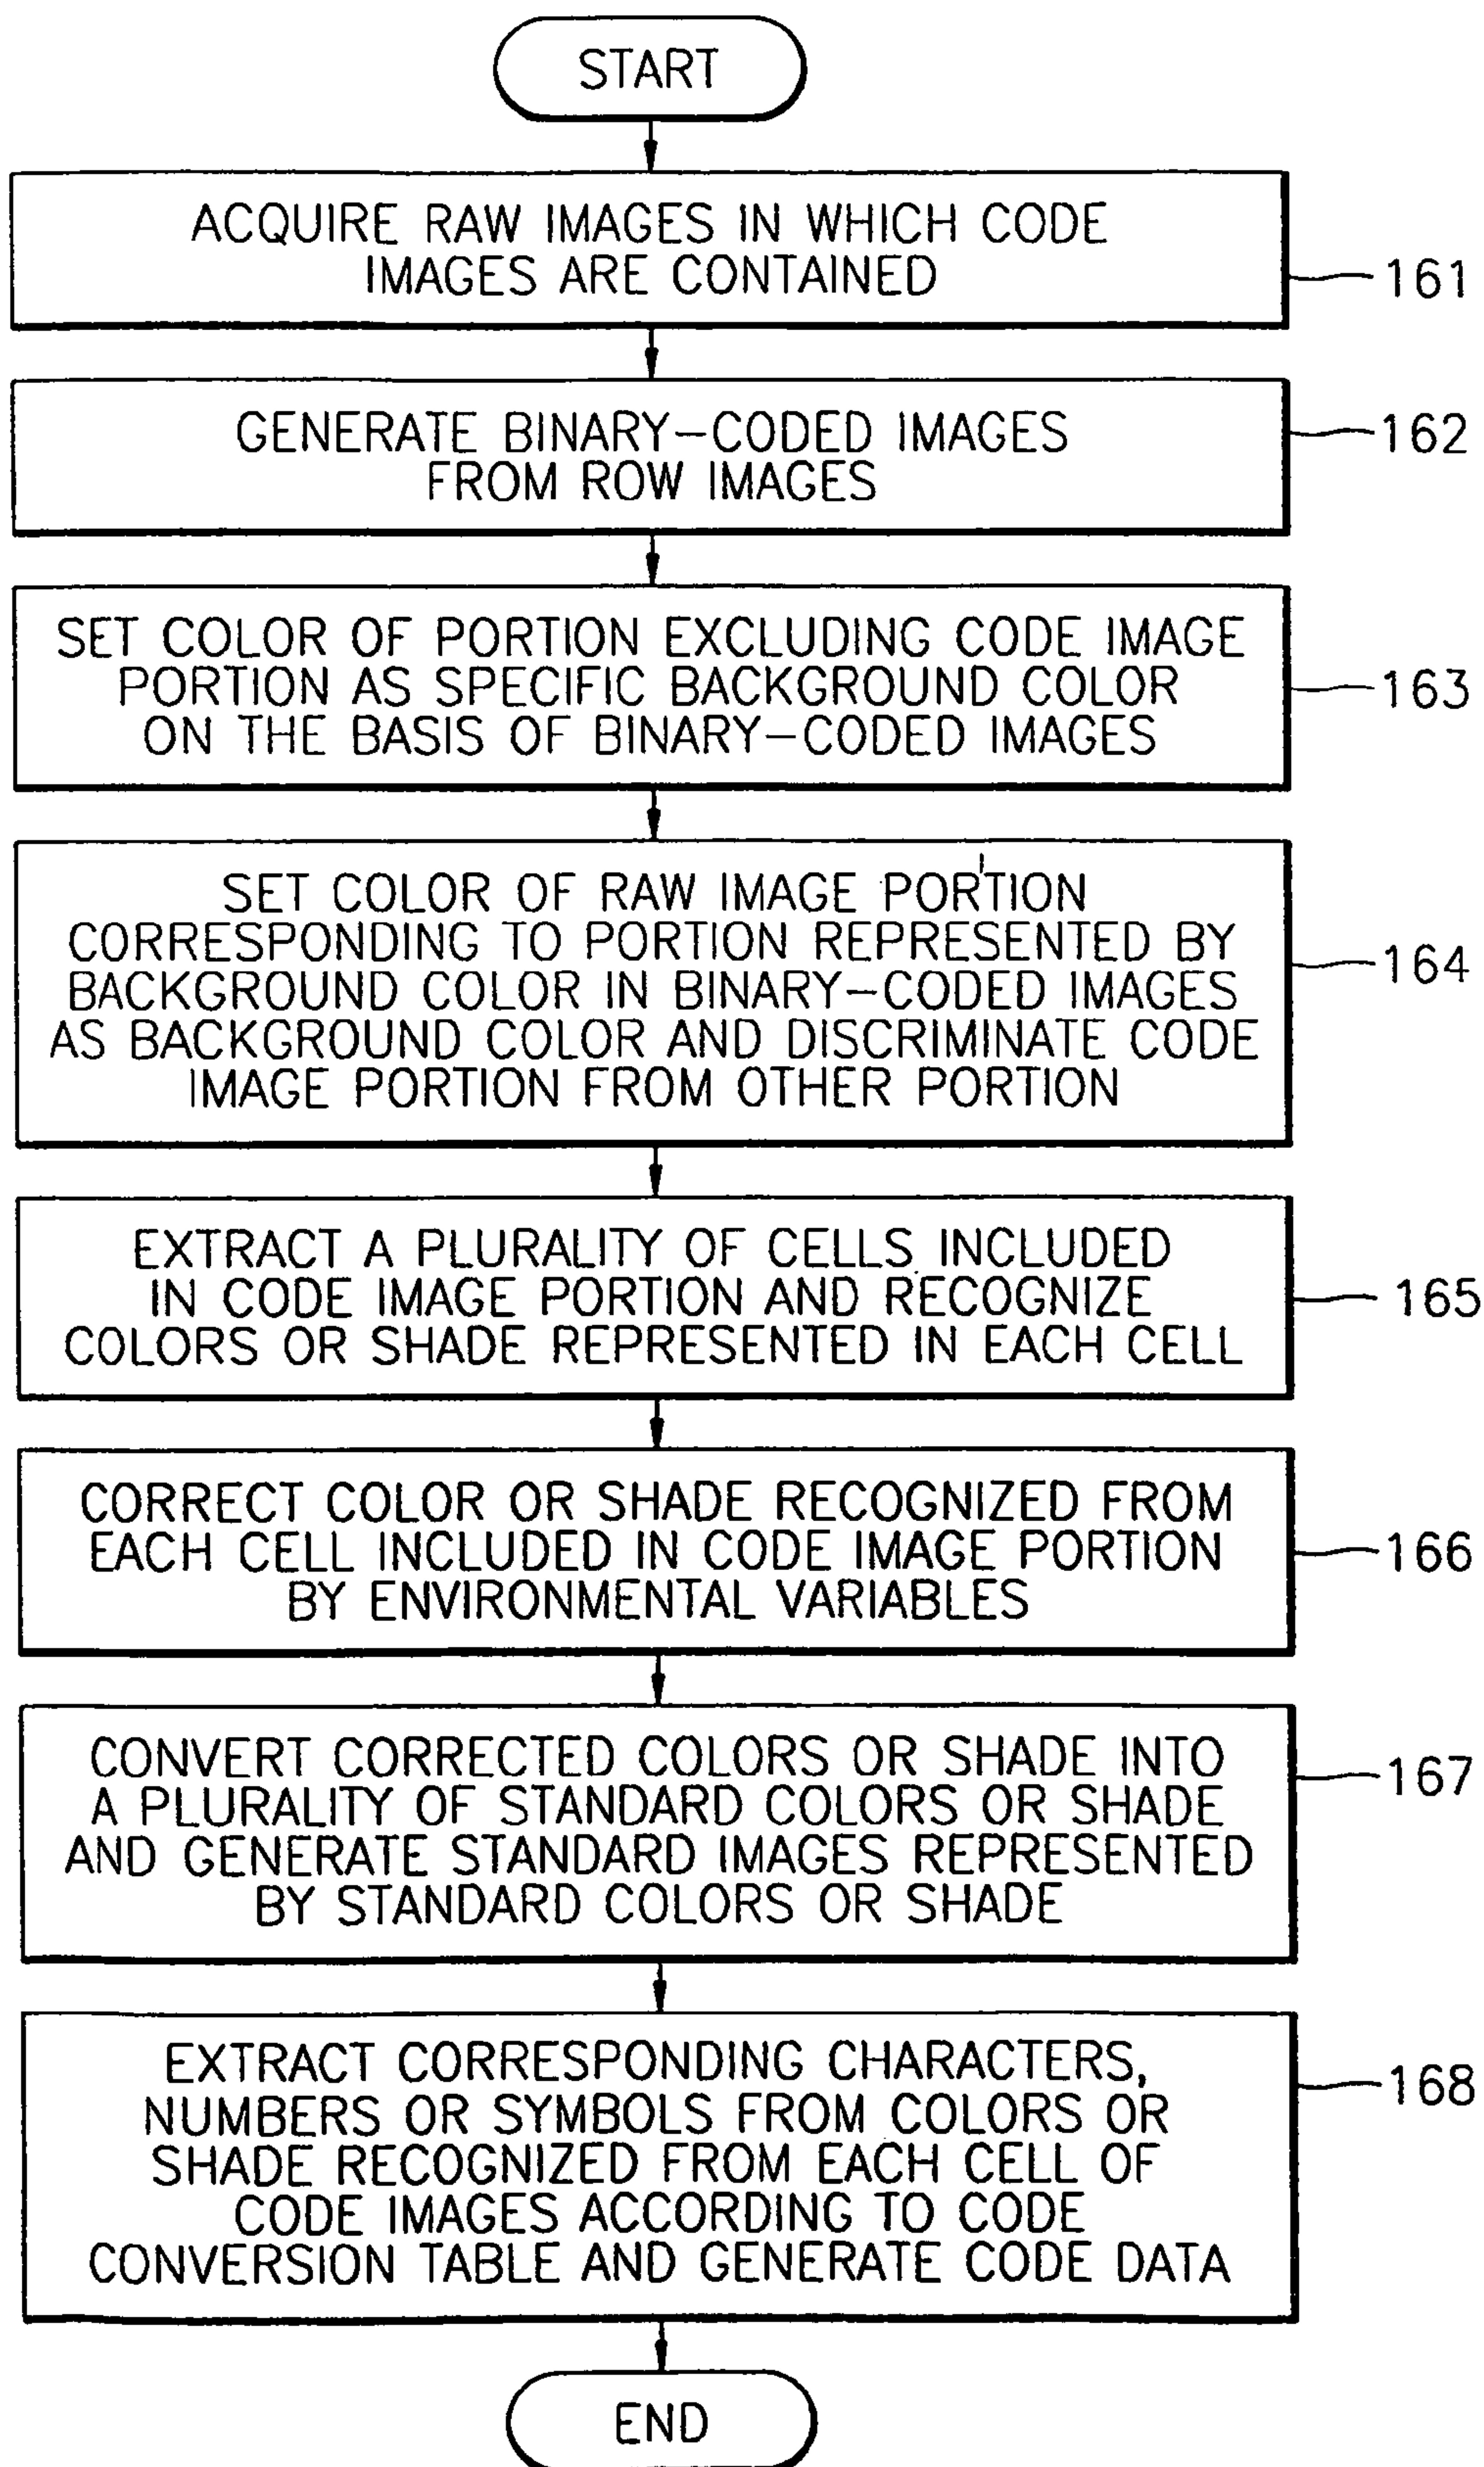 START
ACQUIRE RAW IMAGES IN WHICH CODE
IMAGES ARE CONTAINED
161
GENERATE BINARY-CODED IMAGES
FROM ROW IMAGES
162
SET COLOR OF PORTION EXCLUDING CODE IMAGE
PORTION AS SPECIFIC BACKGROUND COLOR
ON THE BASIS OF BINARY-CODED IMAGES
163
SET COLOR OF RAW IMAGE PORTION
CORRESPONDING TO PORTION REPRESENTED BY
BACKGROUND COLOR IN BINARY-CODED IMAGES
AS BACKGROUND COLOR AND DISCRIMINATE CODE
IMAGE PORTION FROM OTHER PORTION
164
EXTRACT A PLURALITY OF CELLS INCLUDED
IN CODE IMAGE PORTION AND RECOGNIZE
COLORS OR SHADE REPRESENTED IN EACH CELL
165
CORRECT COLOR OR SHADE RECOGNIZED FROM
EACH CELL INCLUDED IN CODE IMAGE PORTION
BY ENVIRONMENTAL VARIABLES
166
CONVERT CORRECTED COLORS OR SHADE INTO
A PLURALITY OF STANDARD COLORS OR SHADE
AND GENERATE STANDARD IMAGES REPRESENTED
BY STANDARD COLORS OR SHADE
167
EXTRACT CORRESPONDING CHARACTERS,
NUMBERS OR SYMBOLS FROM COLORS OR
SHADE RECOGNIZED FROM EACH CELL OF
CODE IMAGES ACCORDING TO CODE
CONVERSION TABLE AND GENERATE CODE DATA
168
END